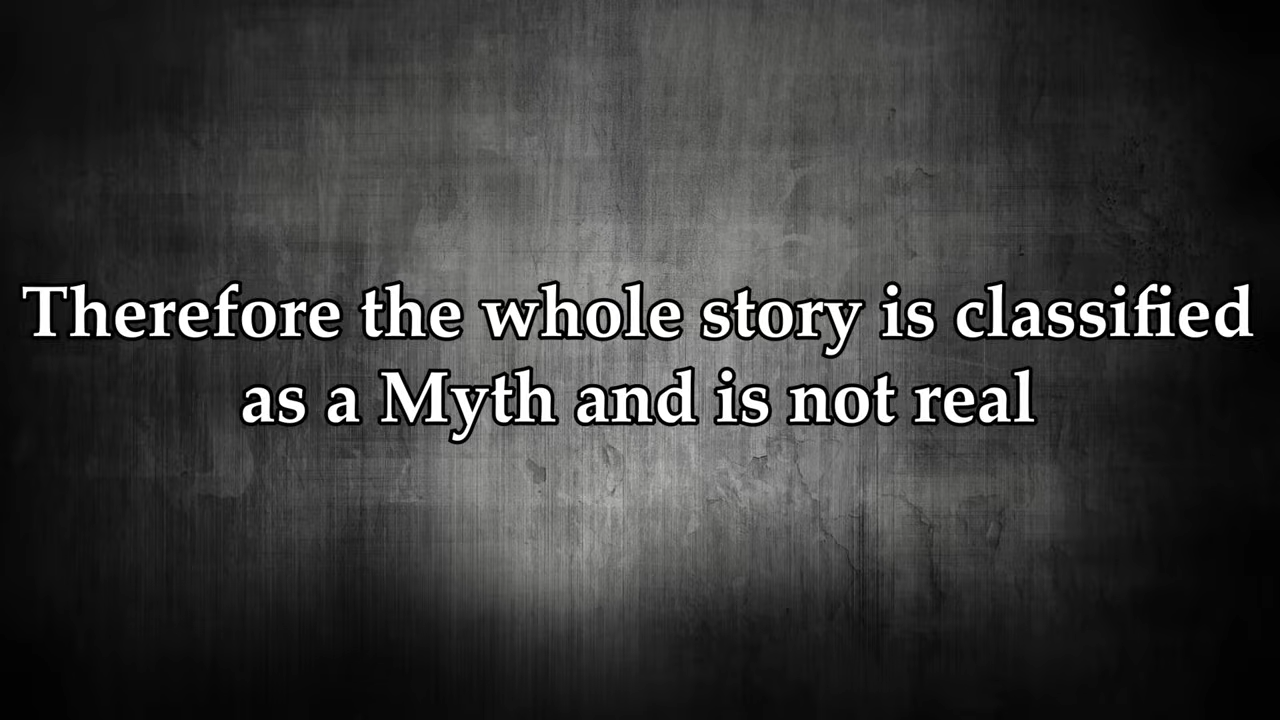 Therefore the whole story is classified
as a Myth and is not real